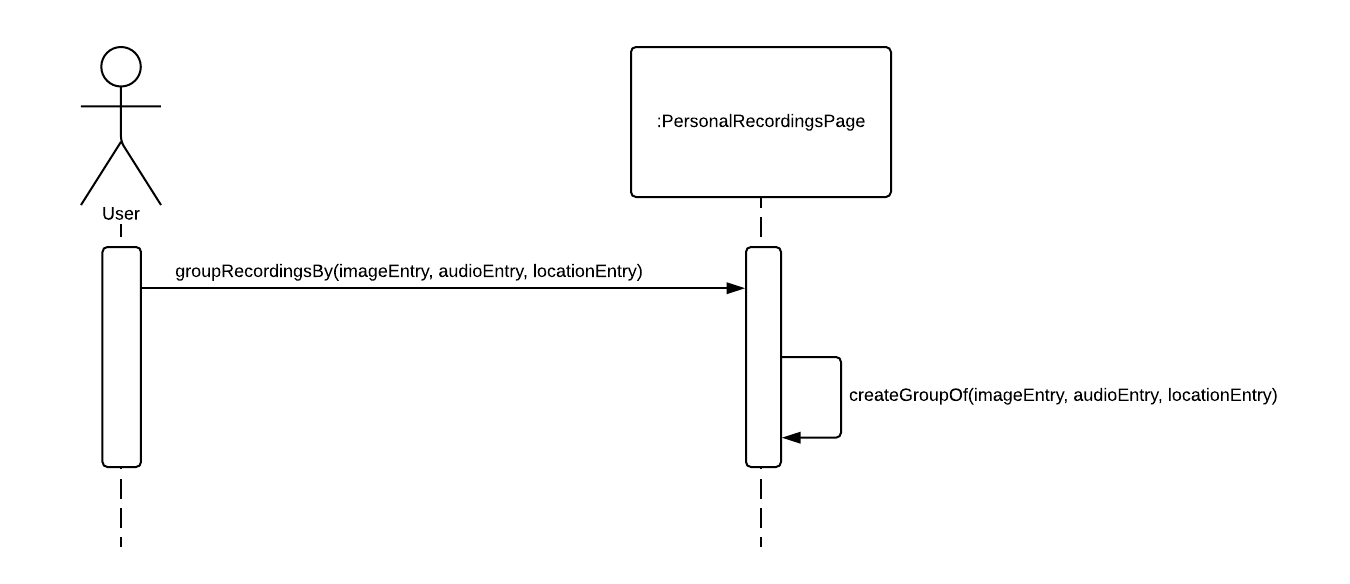 :PersonalRecordingsPage
User
groupRecordingsBy(imageEntry, audioEntry, locationEntry)
createGroupOf(imageEntry, audioEntry, locationEntry)